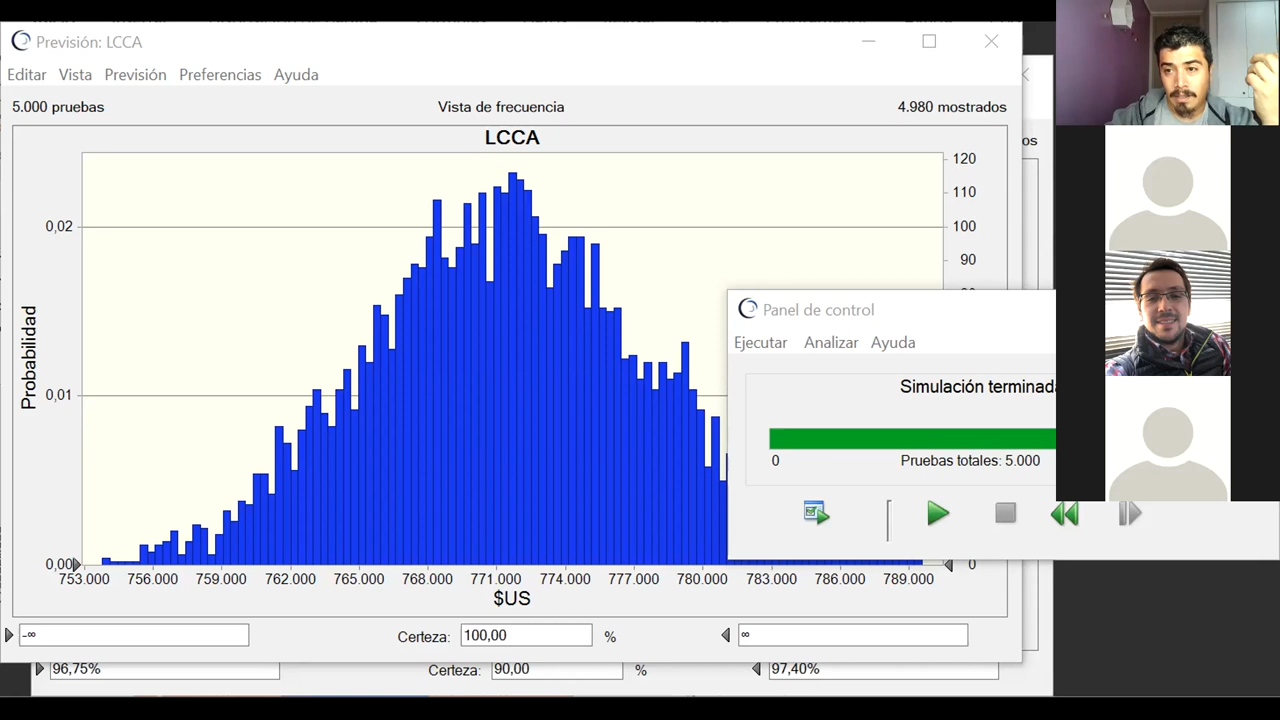 Previsión: LCCA
Editar Vista Previsión Preferencias Ayuda
5.000 pruebas Vista de frecuencia 4.980 mostrados
os
LCCA
120
110
0,02 100
90
Probabilidad
0,01
0,00 0
753.000 756.000 759.000 762.000 765.000 768.000 771.000 774.000 777.000 780.000 783.000 786.000 789.000
$US
-∞ Certeza: 100,00 % ∞
96,75% Certeza: 90,00 % 97,40%
Panel de control
Ejecutar Analizar Ayuda
Simulación terminada
0 Pruebas totales: 5.000